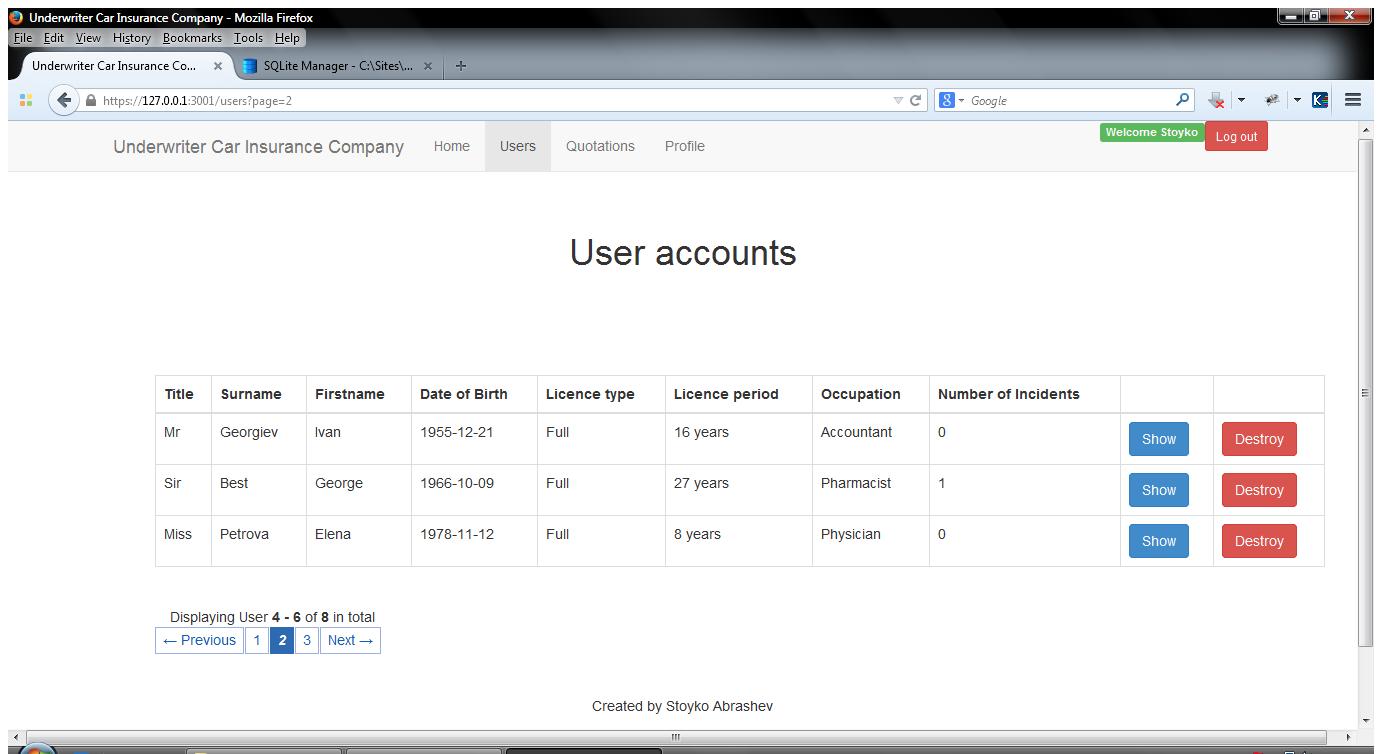 Underwriter Car Insurance Company - Mozilla Firefox
File Edit View History Bookmarks Tools Help
Underwriter Car Insurance Co... × SQLite Manager - C:\Sites\... × +
https://127.0.0.1:3001/users?page=2 8 Google K
Underwriter Car Insurance Company Home Users Quotations Profile Welcome Stoyko Log out
User accounts
Title Surname Firstname Date of Birth Licence type Licence period Occupation Number of Incidents
Mr Georgiev Ivan 1955-12-21 Full 16 years Accountant 0 Show Destroy
Sir Best George 1966-10-09 Full 27 years Pharmacist 1 Show Destroy
Miss Petrova Elena 1978-11-12 Full 8 years Physician 0 Show Destroy
Displaying User 4 - 6 of 8 in total
← Previous 1 2 3 Next →
Created by Stoyko Abrashev